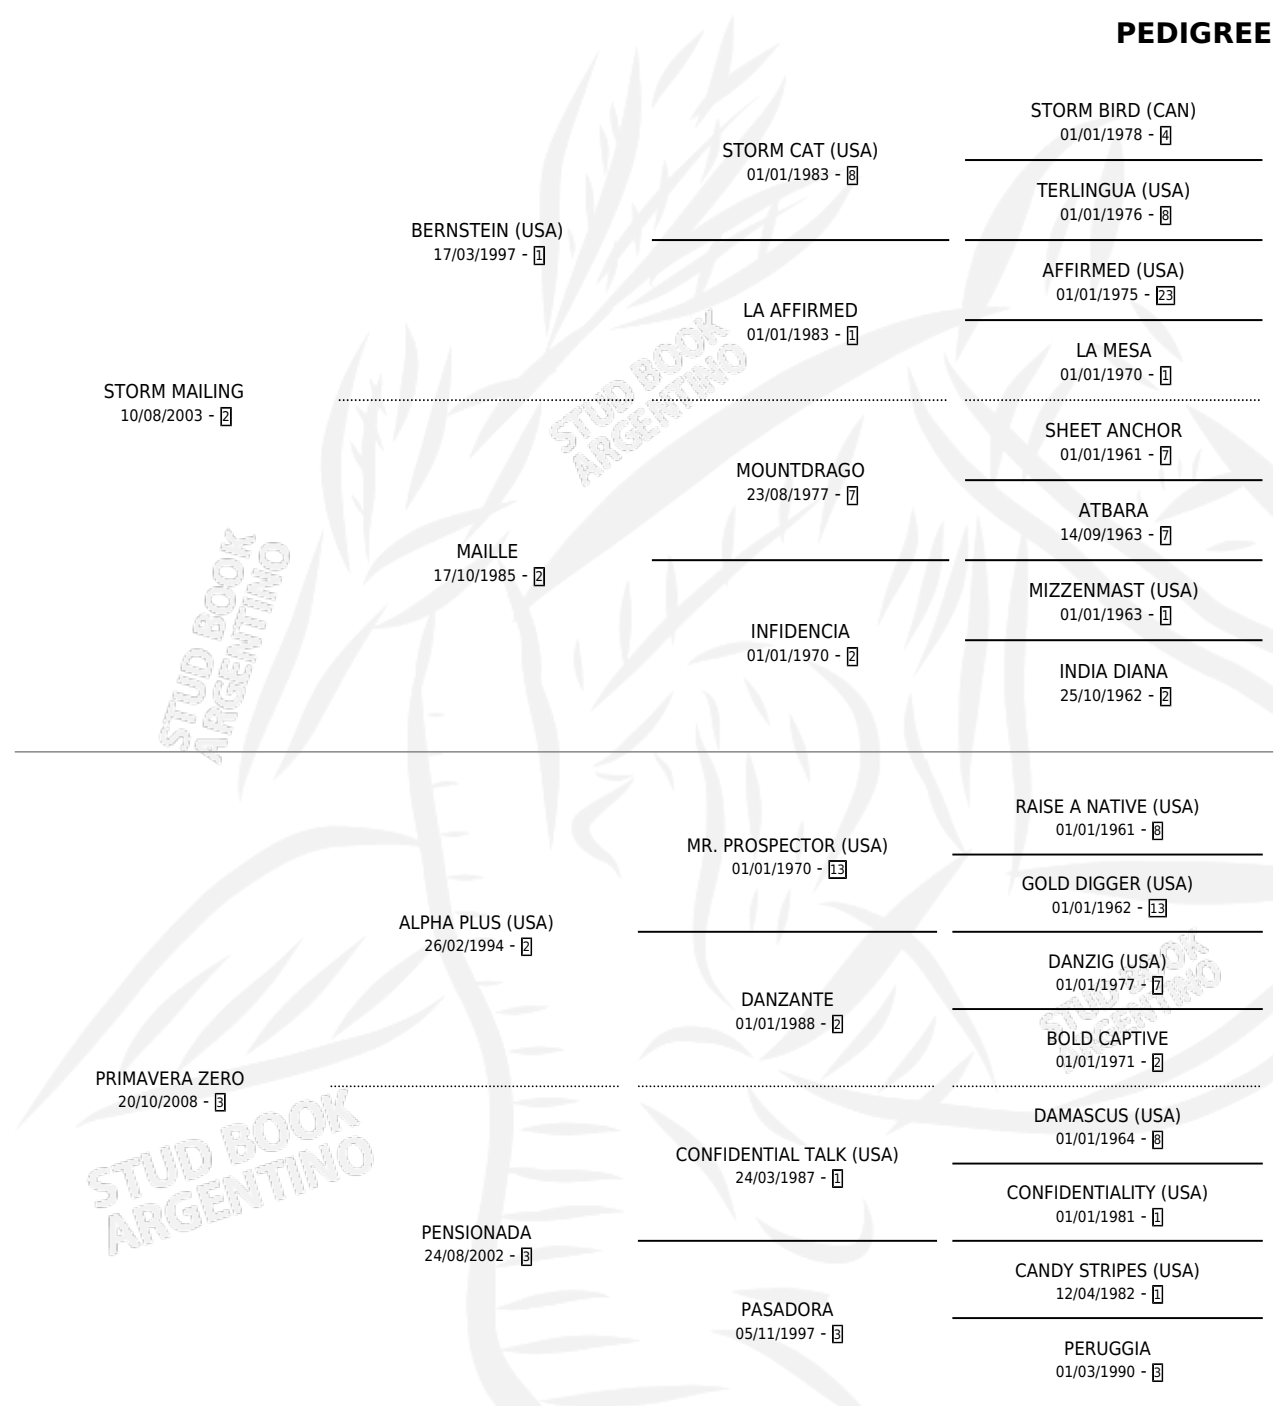 PEDIGREE
STORM BIRD (CAN)
01/01/1978 - 4
STORM CAT (USA)
01/01/1983 - 8
TERLINGUA (USA)
01/01/1976 - 8
BERNSTEIN (USA)
17/03/1997 - 1
AFFIRMED (USA)
01/01/1975 - 23
LA AFFIRMED
01/01/1983 - 1
LA MESA
01/01/1970 - 1
STORM MAILING
10/08/2003 - 2
SHEET ANCHOR
01/01/1961 - 7
MOUNTDRAGO
23/08/1977 - 7
ATBARA
14/09/1963 - 7
MAILLE
17/10/1985 - 2
MIZZENMAST (USA)
01/01/1963 - 1
INFIDENCIA
01/01/1970 - 2
INDIA DIANA
25/10/1962 - 2
RAISE A NATIVE (USA)
01/01/1961 - 8
MR. PROSPECTOR (USA)
01/01/1970 - 13
GOLD DIGGER (USA)
01/01/1962 - 13
ALPHA PLUS (USA)
26/02/1994 - 2
DANZIG (USA)
01/01/1977 - 7
DANZANTE
01/01/1988 - 2
BOLD CAPTIVE
01/01/1971 - 2
PRIMAVERA ZERO
20/10/2008 - 3
DAMASCUS (USA)
01/01/1964 - 8
CONFIDENTIAL TALK (USA)
24/03/1987 - 1
CONFIDENTIALITY (USA)
01/01/1981 - 1
PENSIONADA
24/08/2002 - 3
CANDY STRIPES (USA)
12/04/1982 - 1
PASADORA
05/11/1997 - 3
PERUGGIA
01/03/1990 - 3
STUD BOOK
ARGENTINO
STUD BOOK
ARGENTINO
STUD BOOK
ARGENTINO
STUD BOOK
ARGENTINO